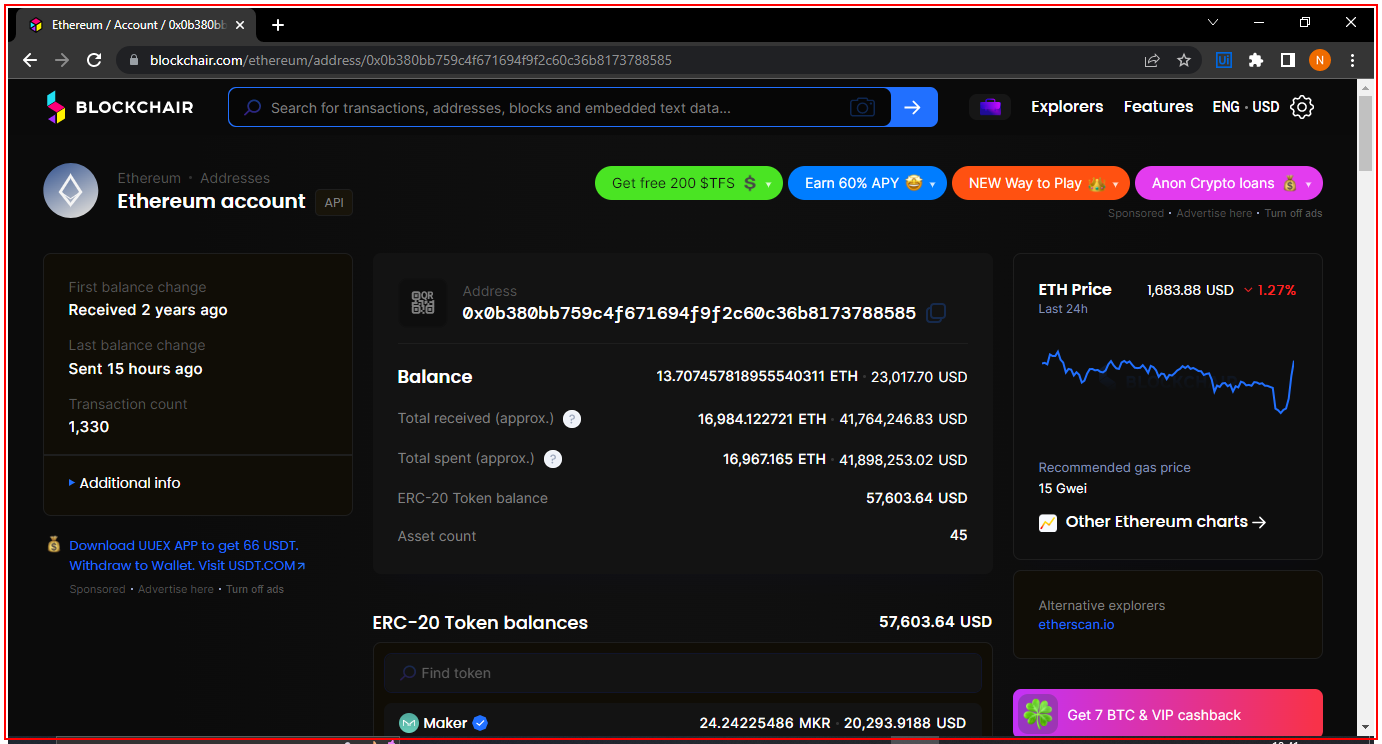 Ethereum / Account / 0x0b380bb
blockchair.com/ethereum/address/0x0b380bb759c4f671694f9f2c60c36b8173788585
Ui
N
BLOCKCHAIR
Search for transactions, addresses, blocks and embedded text data...
Explorers
Features
ENG · USD
Ethereum • Addresses
Ethereum account
API
Get free 200 $TFS
Earn 60% APY
NEW Way to Play
Anon Crypto loans
Sponsored • Advertise here • Turn off ads
First balance change
Received 2 years ago
Last balance change
Sent 15 hours ago
Transaction count
1,330
Additional info
Download UUEX APP to get 66 USDT.
Withdraw to Wallet. Visit USDT.COM
Sponsored • Advertise here • Turn off ads
QR
Address
0x0b380bb759c4f671694f9f2c60c36b8173788585
Balance
13.707457818955540311 ETH · 23,017.70 USD
Total received (approx.) ?
16,984.122721 ETH · 41,764,246.83 USD
Total spent (approx.) ?
16,967.165 ETH · 41,898,253.02 USD
ERC-20 Token balance
57,603.64 USD
Asset count
45
ERC-20 Token balances
57,603.64 USD
Find token
Maker
24.24225486 MKR · 20,293.9188 USD
ETH Price
1,683.88 USD
1.27%
Last 24h
BLOCKCHAIR
Recommended gas price
15 Gwei
Other Ethereum charts
Alternative explorers
etherscan.io
Get 7 BTC & VIP cashback